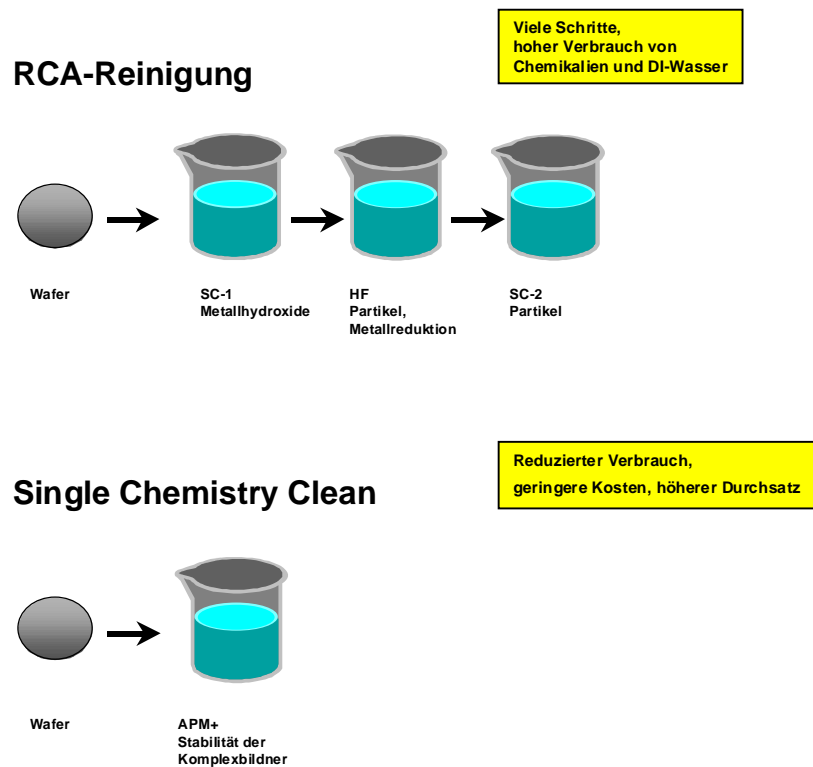 Viele Schritte,
hoher Verbrauch von
Chemikalien und DI-Wasser
RCA-Reinigung
Wafer
SC-1
Metallhydroxide
HF
Partikel,
Metallreduktion
SC-2
Partikel
Reduzierter Verbrauch,
geringere Kosten, höherer Durchsatz
Single Chemistry Clean
Wafer
APM+
Stabilität der
Komplexbildner